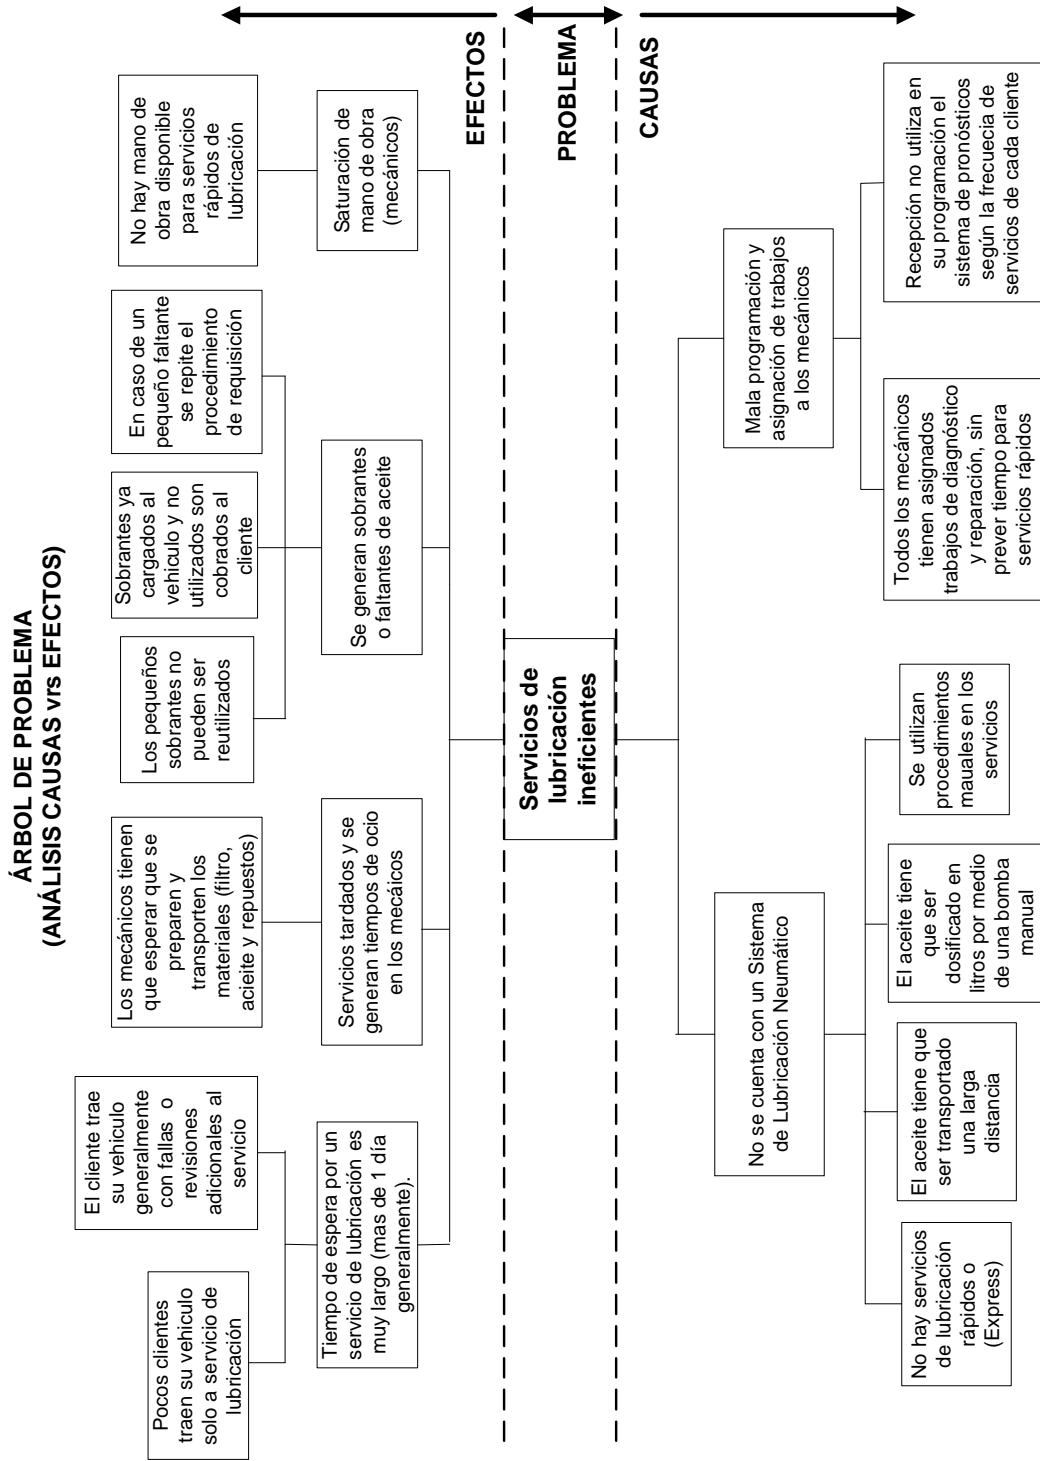 ÁRBOL DE PROBLEMA
(ANÁLISIS CAUSAS vrs EFECTOS)
Pocos clientes
traen su vehiculo
solo a servicio de
lubricación
El cliente trae
su vehiculo
generalmente
con fallas o
revisiones
adicionales al
servicio
Los mecánicos tienen
que esperar que se
preparen y
transporten los
materiales (filtro,
acieite y repuestos)
Los pequeños
sobrantes no
pueden ser
reutilizados
Sobrantes ya
cargados al
vehiculo y no
utilizados son
cobrados al
cliente
En caso de un
pequeño faltante
se repite el
procedimiento
de requisición
No hay mano de
obra disponible
para servicios
rápidos de
lubricación
Tiempo de espera por un
servicio de lubricación es
muy largo (mas de 1 día
generalmente).
Servicios tardados y se
generan tiempos de ocio
en los mecáicos
Se generan sobrantes
o faltantes de aceite
Saturación de
mano de obra
(mecánicos)
EFECTOS
Servicios de
lubricación
ineficientes
PROBLEMA
CAUSAS
No se cuenta con un Sistema
de Lubricación Neumático
Mala programación y
asignación de trabajos
a los mecánicos
No hay servicios
de lubricación
rápidos o
(Express)
El aceite tiene que
ser transportado
una larga
distancia
El aceite tiene
que ser
dosificado en
litros por medio
de una bomba
manual
Se utilizan
procedimientos
mauales en los
servicios
Todos los mecánicos
tienen asignados
trabajos de diagnóstico
y reparación, sin
prever tiempo para
servicios rápidos
Recepción no utiliza en
su programación el
sistema de pronósticos
según la frecuecia de
servicios de cada cliente